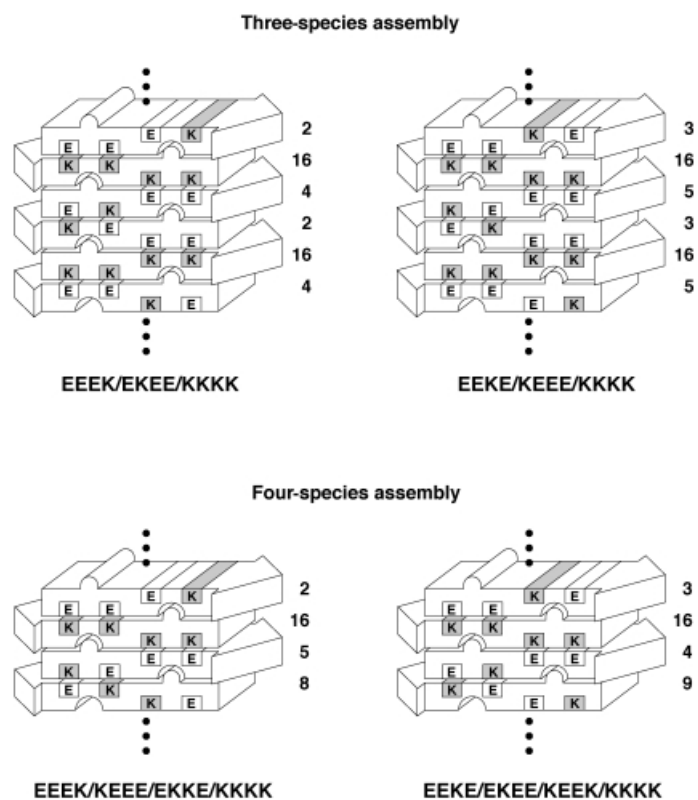 Three-species assembly
E K 2
E E
K K 16
K K
E E 4
E K
K E 2
E E
K K 16
K K
E E 4
K E
EEEK/EKEE/KKKK
K E 3
E E
K K 16
K K
E E 5
K E
E K 3
E E
K K 16
K K
E E 5
E K
EEKE/KEEE/KKKK
Four-species assembly
E K 2
E E
K K 16
K K
E E 5
K E
E K 8
K E
EEEK/KEEE/EKKE/KKKK
K E 3
E E
K K 16
K K
E E 4
E K
K E 9
E K
EEKE/EKEE/KEEK/KKKK